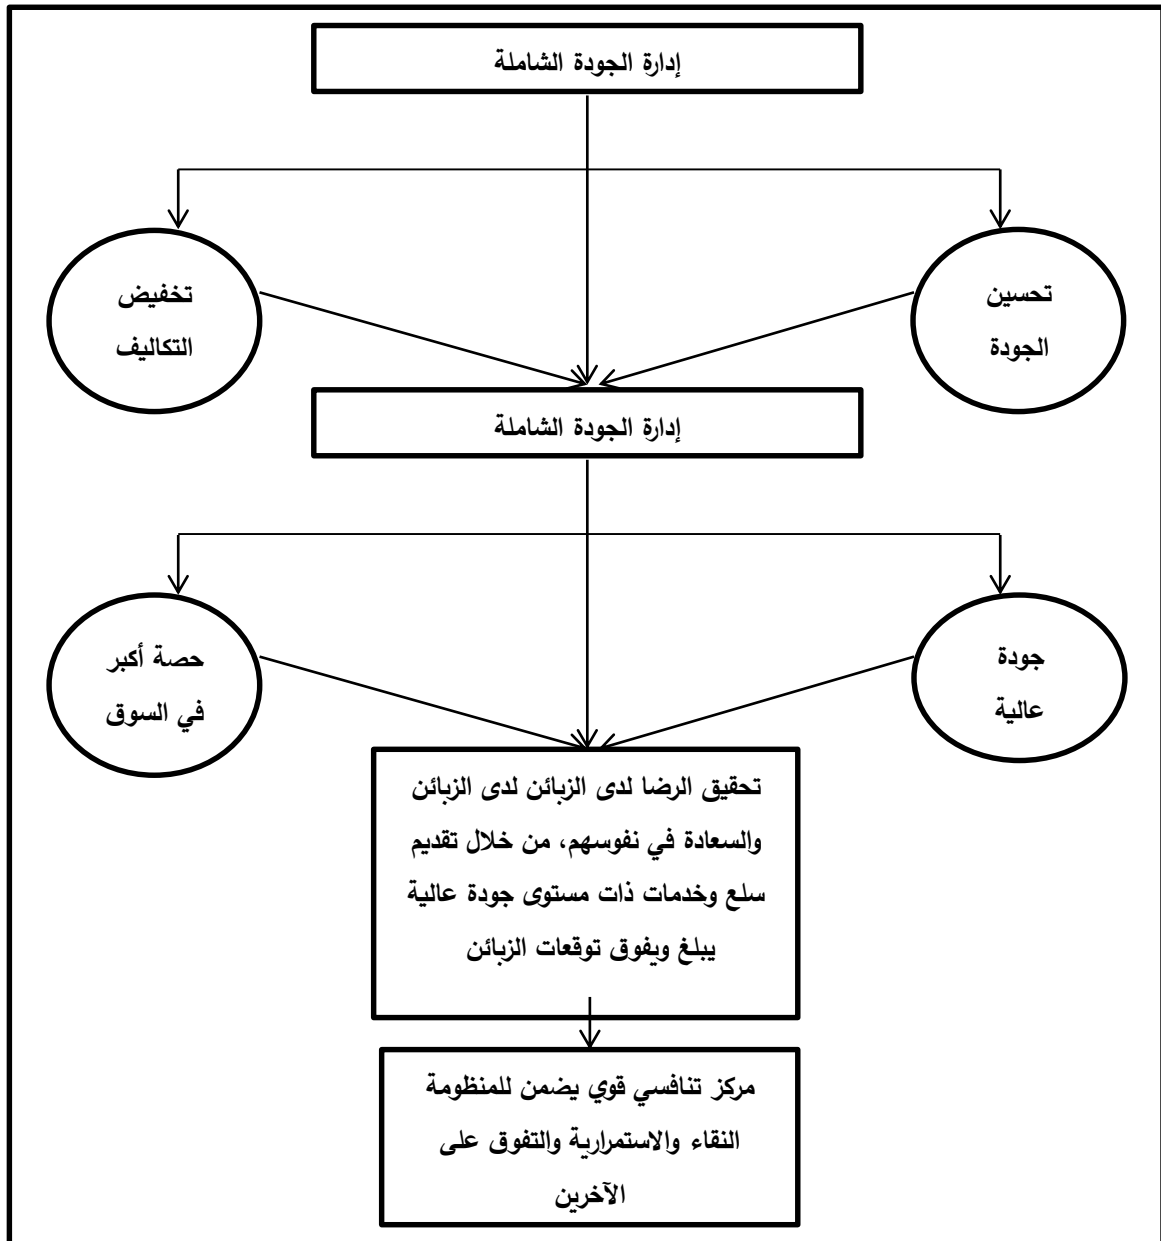 إدارة الجودة الشاملة
تحسين
الجودة
تخفيض
التكاليف
إدارة الجودة الشاملة
جودة
عالية
حصة أكبر
في السوق
تحقيق الرضا لدى الزبائن لدى الزبائن
والسعادة في نفوسهم، من خلال تقديم
سلع وخدمات ذات مستوى جودة عالية
يبلغ ويفوق توقعات الزبائن
مركز تنافسي قوي يضمن للمنظومة
النقاء والاستمرارية والتفوق على
الآخرين